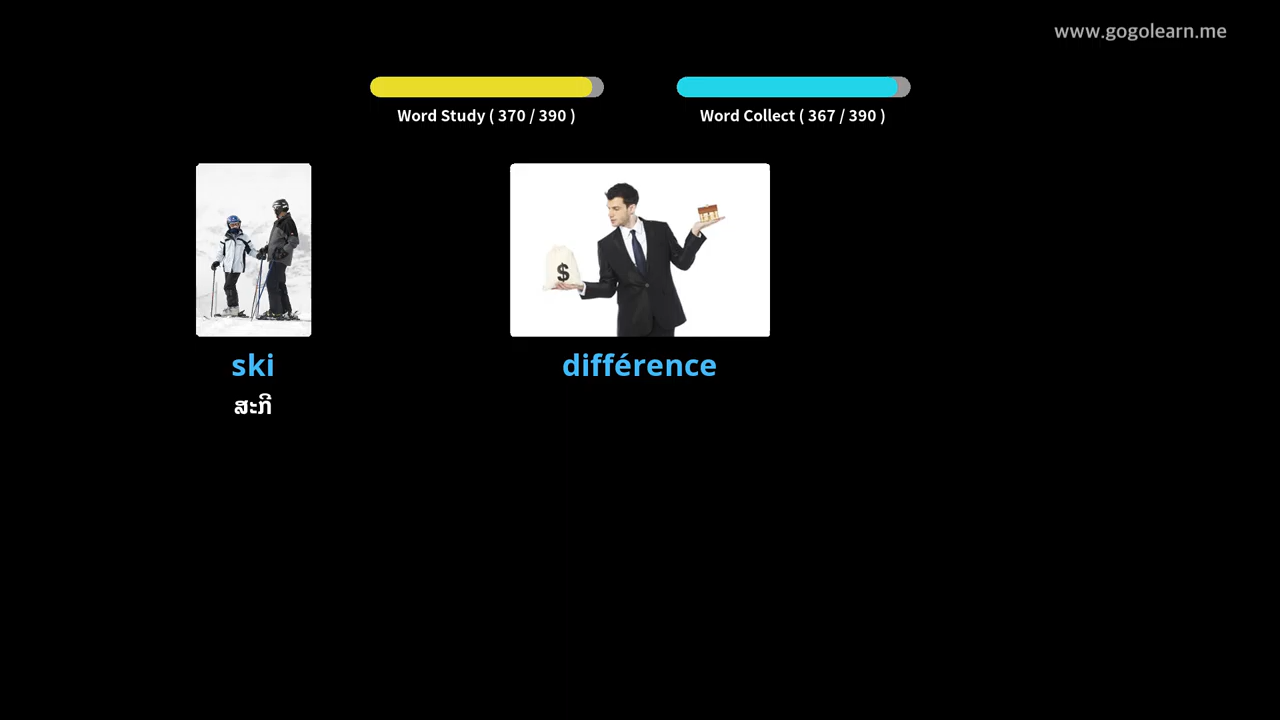 www.gogolearn.me
Word Study ( 370 / 390 )
Word Collect ( 367 / 390 )
$
ski
différence
ສະກີ